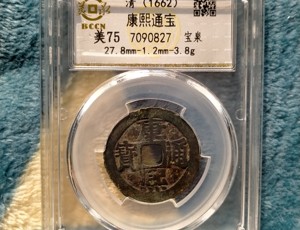 清 (1662)
康熙通宝
BCCN
美75 7090827 宝泉
27.8mm-1.2mm-3.8g
康
寶 通
熙